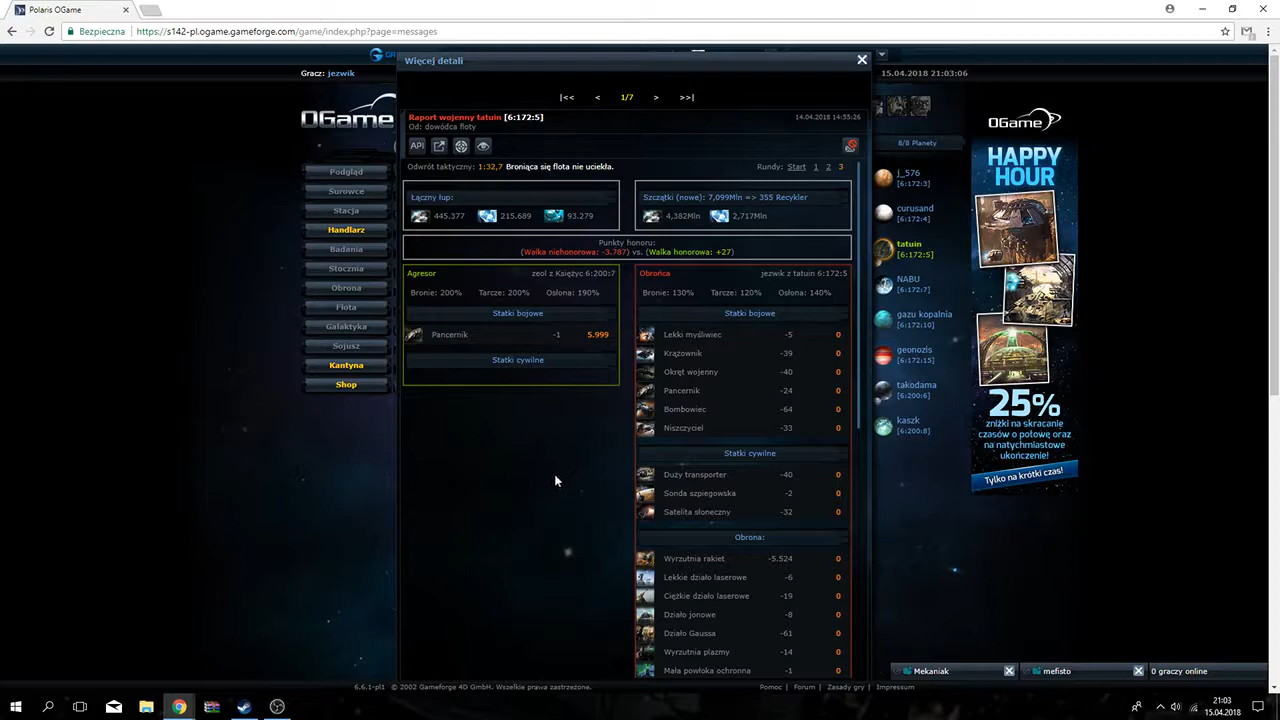 Polaris OGame
Bezpieczna | https://s142-pl.ogame.gameforge.com/game/index.php?page=messages
Gracz: jezwik
15.04.2018 21:03:06
OGame
Podgląd
Surowce
Stacja
Handlarz
Badania
Stocznia
Obrona
Flota
Galaktyka
Sojusz
Kantyna
Shop
Więcej detali
|<< < 1/7 > >>|
Raport wojenny tatuin [6:172:5]
14.04.2018 14:55:26
Od: dowódca floty
API
Odwrót taktyczny: 1:32,7 Broniąca się flota nie uciekła.
Rundy: Start 1 2 3
Łączny łup:
445.377 215.689 93.279
Szczątki (nowe): 7,099Mln => 355 Recykler
4,382Mln 2,717Mln
Punkty honoru:
(Walka niehonorowa: -3.787) vs. (Walka honorowa: +27)
Agresor zeol z Księżyc 6:200:7
Bronie: 200% Tarcze: 200% Osłona: 190%
Statki bojowe
Pancernik -1 5.999
Statki cywilne
Obrońca jezwik z tatuin 6:172:5
Bronie: 130% Tarcze: 120% Osłona: 140%
Statki bojowe
Lekki myśliwiec -5 0
Krążownik -39 0
Okręt wojenny -40 0
Pancernik -24 0
Bombowiec -64 0
Niszczyciel -33 0
Statki cywilne
Duży transporter -40 0
Sonda szpiegowska -2 0
Satelita słoneczny -32 0
Obrona:
Wyrzutnia rakiet -5.524 0
Lekkie działo laserowe -6 0
Ciężkie działo laserowe -19 0
Działo jonowe -8 0
Działo Gaussa -61 0
Wyrzutnia plazmy -14 0
Mała powłoka ochronna -1 0
8/8 Planety
j_576
[6:172:3]
curusand
[6:172:4]
tatuin
[6:172:5]
NABU
[6:172:7]
gazu kopalnia
[6:172:10]
geonozis
[6:172:15]
takodama
[6:200:6]
kaszk
[6:200:8]
OGame
HAPPY
HOUR
25%
zniżki na skracanie
czasów o połowę oraz
na natychmiastowe
ukończenie!
Tylko na krótki czas!
Mekaniak
mefisto
0 graczy online
6.6.1-pl1 © 2002 Gameforge 4D GmbH. Wszelkie prawa zastrzeżone.
Pomoc | Forum | Zasady gry | Impressum
21:03
15.04.2018